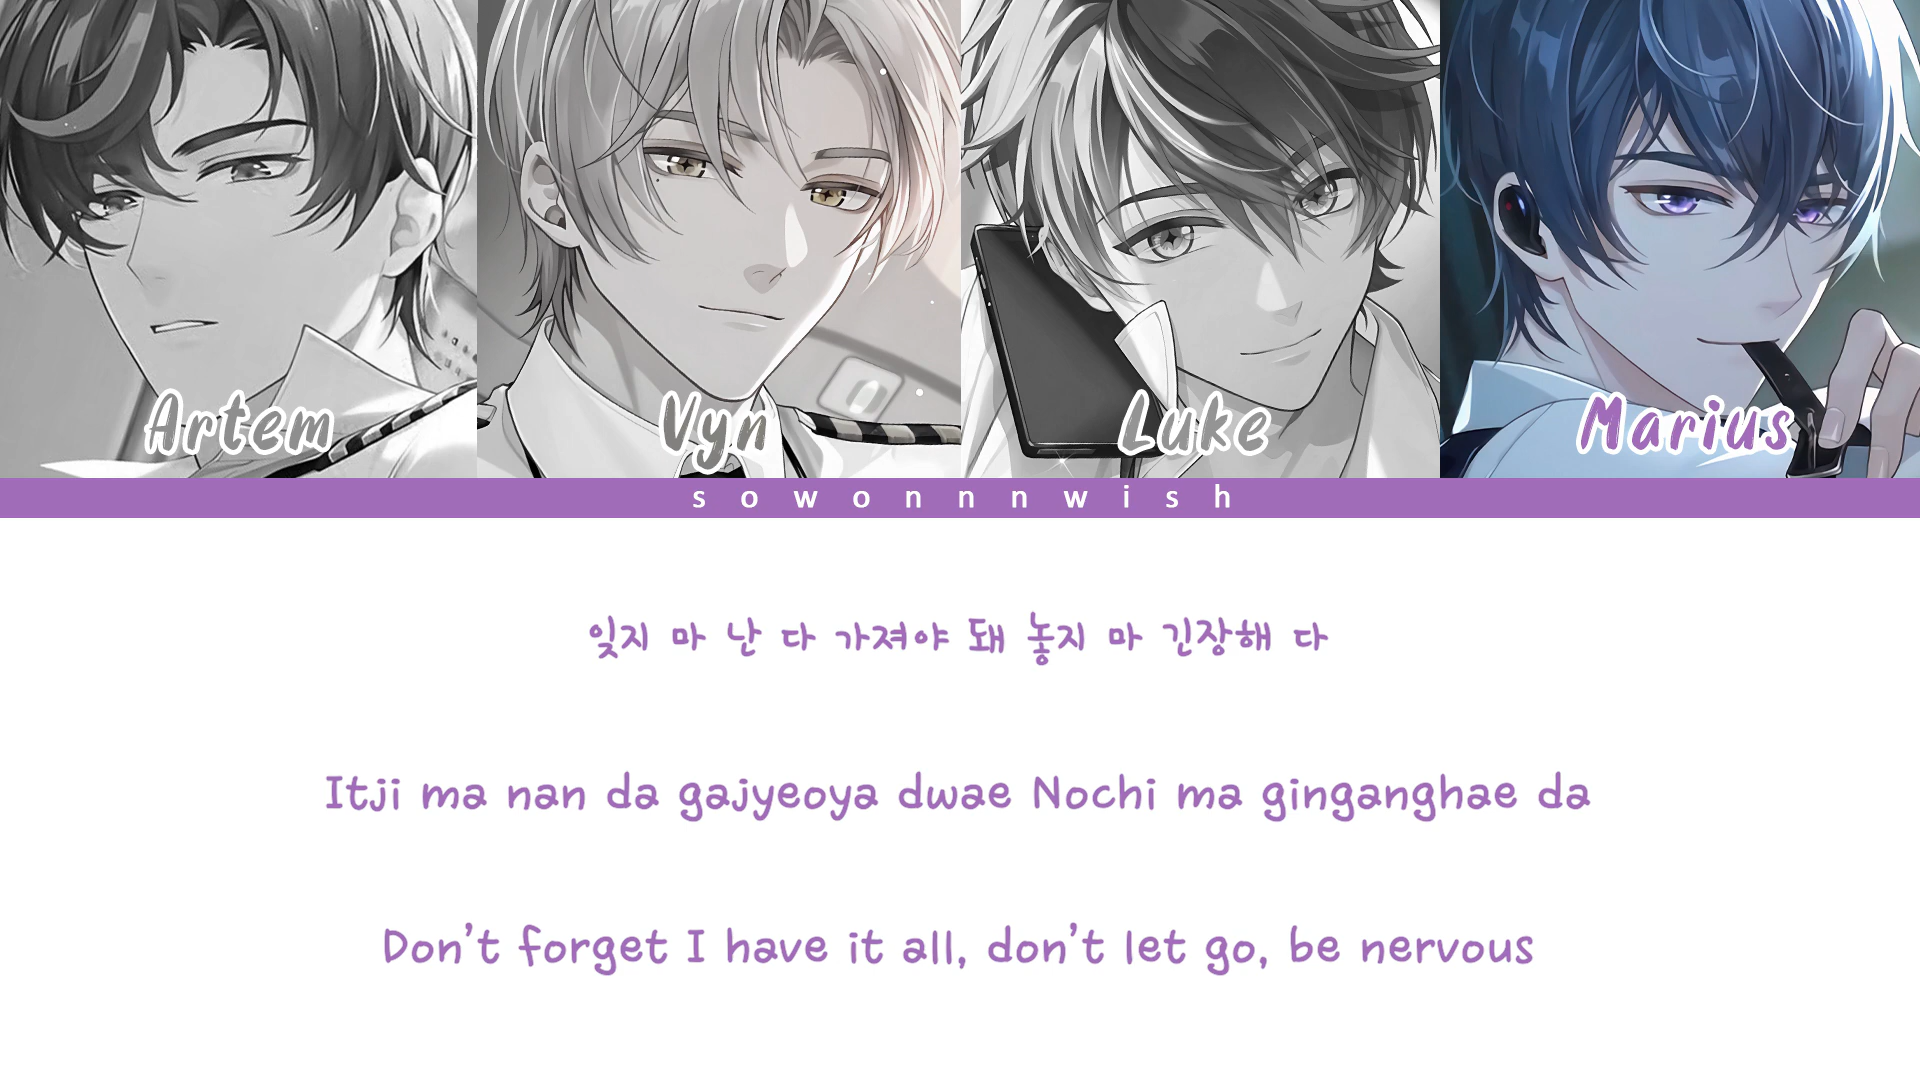 Artem Vyn Luke Marius
sowonnnwish
잊지 마 난 다 가져야 돼 놓지 마 긴장해 다
Itji ma nan da gajyeoya dwae Nochi ma ginganghae da
Don't forget I have it all, don't let go, be nervous